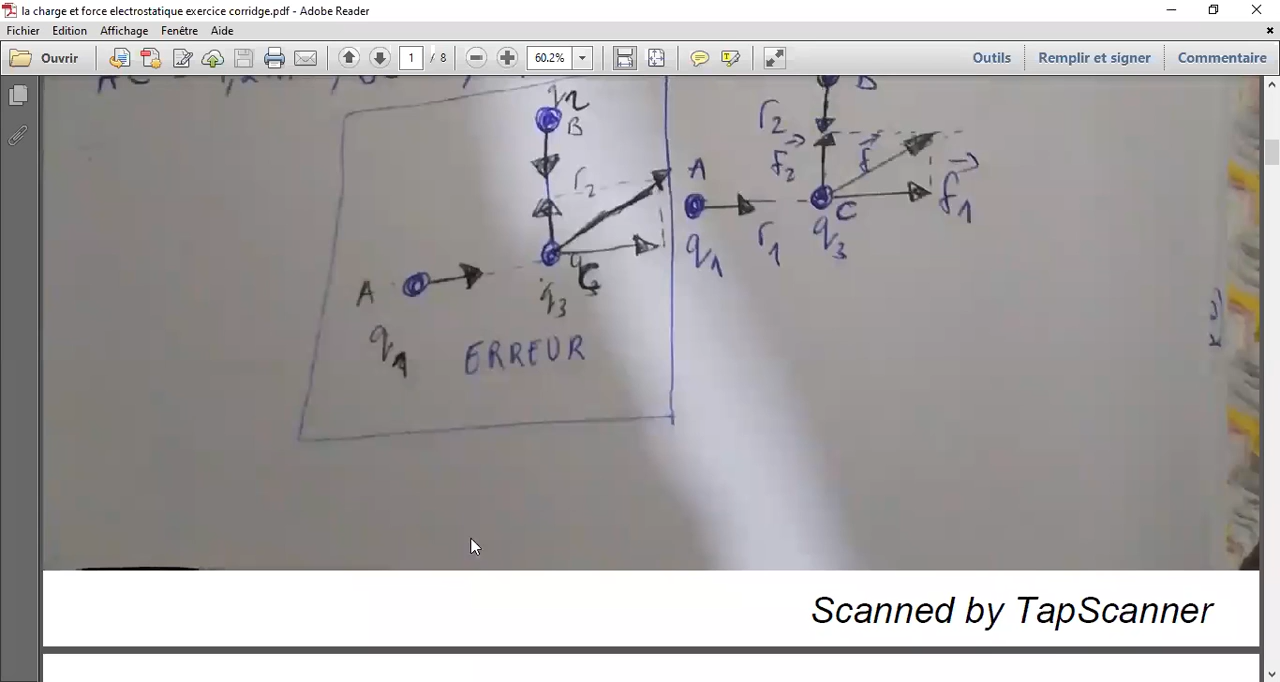 la charge et force electrostatique exercice corridge.pdf - Adobe Reader
Fichier Edition Affichage Fenêtre Aide
Ouvrir 1 / 8 60.2% Outils Remplir et signer Commentaire
q2
B
r2
A
q1
C
q3
ERREUR
B
r2
f2
f
A
q1
r1
C
q3
f1
Scanned by TapScanner